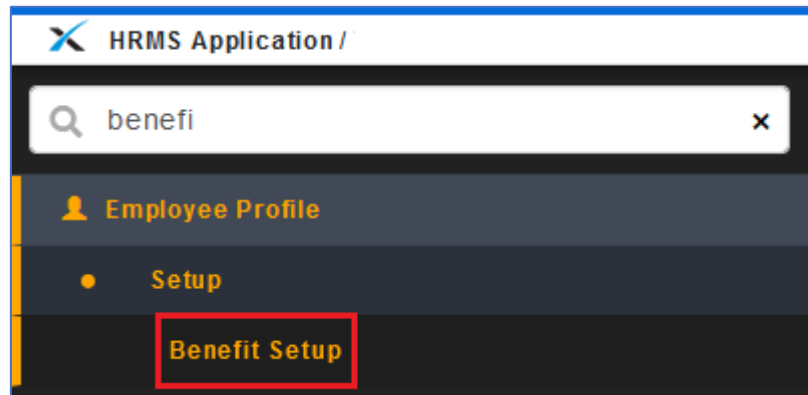 HRMS Application /
benefi
Employee Profile
Setup
Benefit Setup